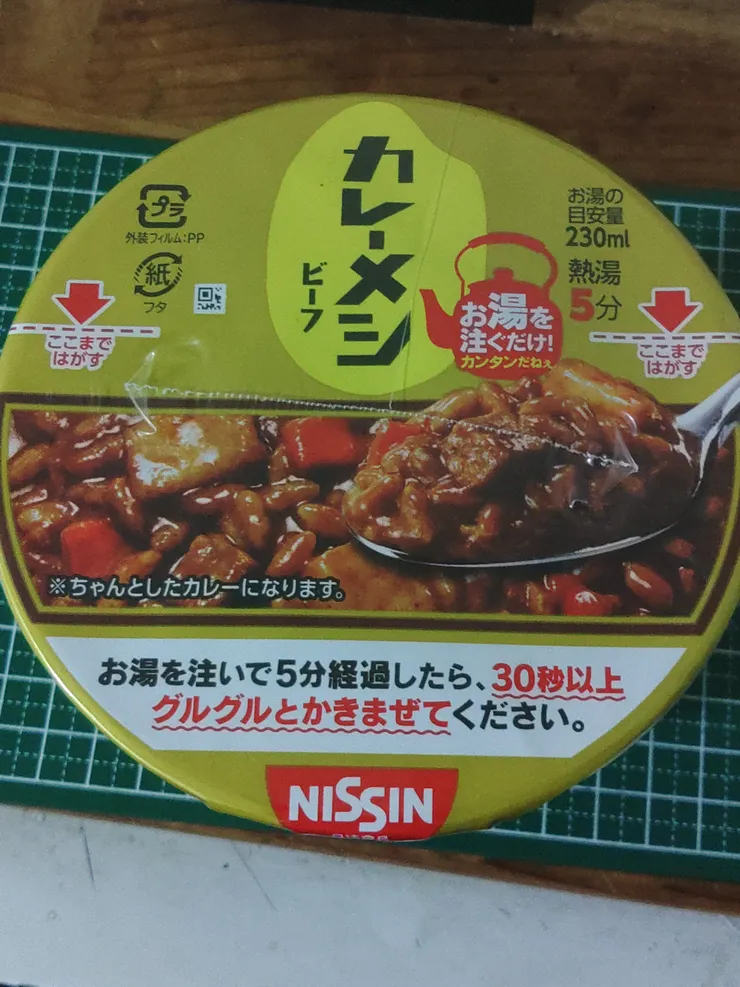 カレーメシ
ビーフ
プラ
外装フィルム:PP
紙
フタ
お湯の
目安量
230ml
熱湯
5分
お湯を
注ぐだけ!
カンタンだねぇ
ここまで
はがす
ここまで
はがす
※ちゃんとしたカレーになります。
お湯を注いで5分経過したら、30秒以上
グルグルとかきまぜてください。
NISSIN